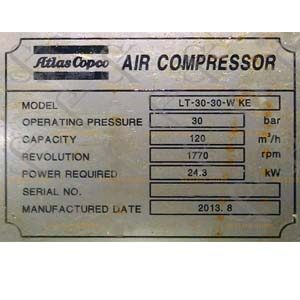 Atlas Copco AIR COMPRESSOR
MODEL LT-30-30-W KE
OPERATING PRESSURE 30 bar
CAPACITY 120 m³/h
REVOLUTION 1770 rpm
POWER REQUIRED 24.3 kW
SERIAL NO.
MANUFACTURED DATE 2013. 8